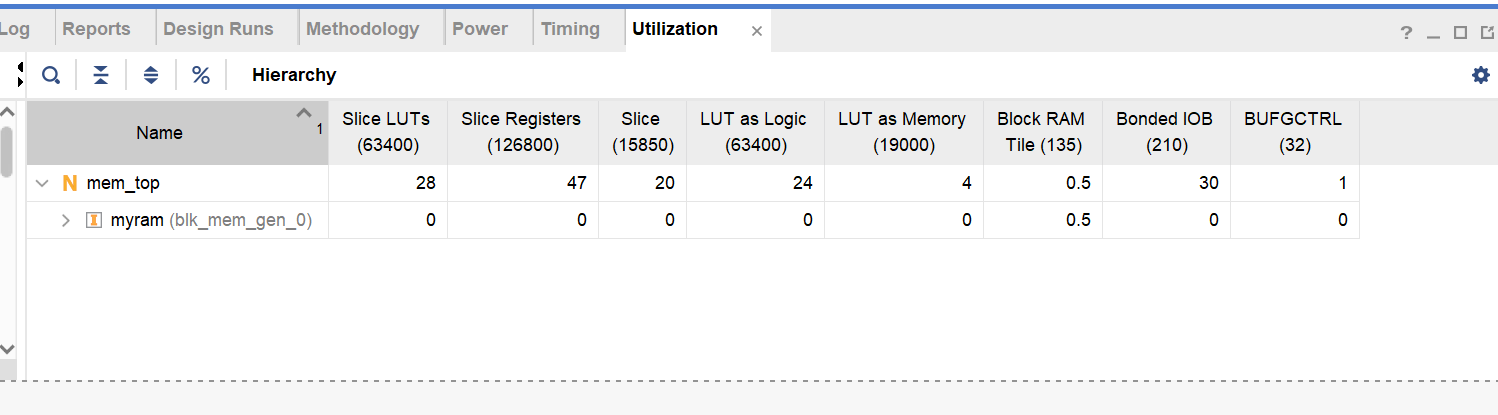 Log Reports Design Runs Methodology Power Timing Utilization × ?
% Hierarchy
Name 1 Slice LUTs (63400) Slice Registers (126800) Slice (15850) LUT as Logic (63400) LUT as Memory (19000) Block RAM Tile (135) Bonded IOB (210) BUFGCTRL (32)
N mem_top 28 47 20 24 4 0.5 30 1
I myram (blk_mem_gen_0) 0 0 0 0 0 0.5 0 0